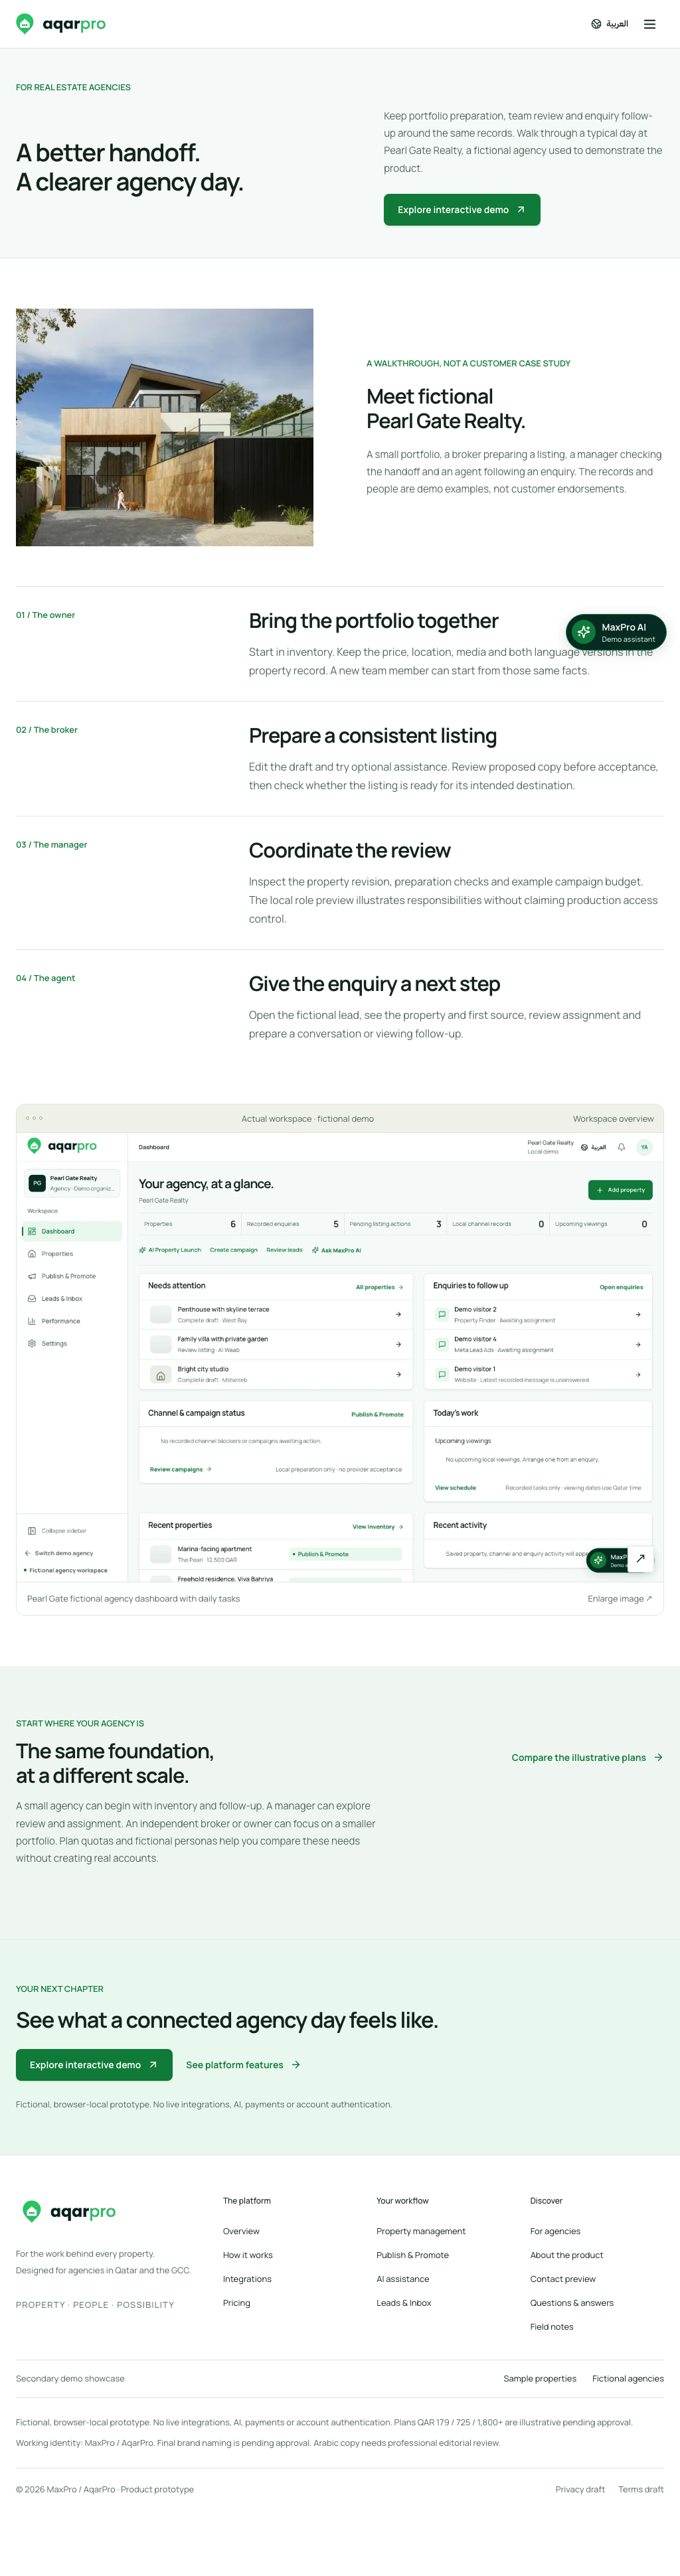 aqarpro
العربية
FOR REAL ESTATE AGENCIES
A better handoff.
A clearer agency day.
Keep portfolio preparation, team review and enquiry follow-
up around the same records. Walk through a typical day at
Pearl Gate Realty, a fictional agency used to demonstrate the
product.
Explore interactive demo
A WALKTHROUGH, NOT A CUSTOMER CASE STUDY
Meet fictional
Pearl Gate Realty.
A small portfolio, a broker preparing a listing, a manager checking
the handoff and an agent following an enquiry. The records and
people are demo examples, not customer endorsements.
01 / The owner
Bring the portfolio together
Start in inventory. Keep the price, location, media and both language versions in the
property record. A new team member can start from those same facts.
MaxPro AI
Demo assistant
02 / The broker
Prepare a consistent listing
Edit the draft and try optional assistance. Review proposed copy before acceptance,
then check whether the listing is ready for its intended destination.
03 / The manager
Coordinate the review
Inspect the property revision, preparation checks and example campaign budget.
The local role preview illustrates responsibilities without claiming production access
control.
04 / The agent
Give the enquiry a next step
Open the fictional lead, see the property and first source, review assignment and
prepare a conversation or viewing follow-up.
Actual workspace · fictional demo
Workspace overview
aqarpro
Dashboard
Pearl Gate Realty
Local demo
العربية
YA
PG
Pearl Gate Realty
Agency · Demo organiz...
Workspace
Dashboard
Properties
Publish & Promote
Leads & Inbox
Performance
Settings
Collapse sidebar
Switch demo agency
Fictional agency workspace
Your agency, at a glance.
Pearl Gate Realty
Add property
Properties 6
Recorded enquiries 5
Pending listing actions 3
Local channel records 0
Upcoming viewings 0
AI Property Launch
Create campaign
Review leads
Ask MaxPro AI
Needs attention
All properties
Penthouse with skyline terrace
Complete draft · West Bay
Family villa with private garden
Review listing · Al Waab
Bright city studio
Complete draft · Msheireb
Enquiries to follow up
Open enquiries
Demo visitor 2
Property Finder · Awaiting assignment
Demo visitor 4
Meta Lead Ads · Awaiting assignment
Demo visitor 1
Website · Latest recorded message is unanswered
Channel & campaign status
Publish & Promote
No recorded channel blockers or campaigns awaiting action.
Review campaigns
Local preparation only · no provider acceptance
Today's work
Upcoming viewings
No upcoming local viewings. Arrange one from an enquiry.
View schedule
Recorded tasks only · viewing dates use Qatar time
Recent properties
View inventory
Marina-facing apartment
The Pearl · 12,500 QAR
Publish & Promote
Freehold residence, Viva Bahriya
Recent activity
Saved property, channel and enquiry activity will
Pearl Gate fictional agency dashboard with daily tasks
Enlarge image
START WHERE YOUR AGENCY IS
The same foundation,
at a different scale.
A small agency can begin with inventory and follow-up. A manager can explore
review and assignment. An independent broker or owner can focus on a smaller
portfolio. Plan quotas and fictional personas help you compare these needs
without creating real accounts.
Compare the illustrative plans
YOUR NEXT CHAPTER
See what a connected agency day feels like.
Explore interactive demo
See platform features
Fictional, browser-local prototype. No live integrations, AI, payments or account authentication.
aqarpro
For the work behind every property.
Designed for agencies in Qatar and the GCC.
PROPERTY · PEOPLE · POSSIBILITY
The platform
Overview
How it works
Integrations
Pricing
Your workflow
Property management
Publish & Promote
AI assistance
Leads & Inbox
Discover
For agencies
About the product
Contact preview
Questions & answers
Field notes
Secondary demo showcase
Sample properties
Fictional agencies
Fictional, browser-local prototype. No live integrations, AI, payments or account authentication. Plans QAR 179 / 725 / 1,800+ are illustrative pending approval.
Working identity: MaxPro / AqarPro. Final brand naming is pending approval. Arabic copy needs professional editorial review.
© 2026 MaxPro / AqarPro · Product prototype
Privacy draft
Terms draft